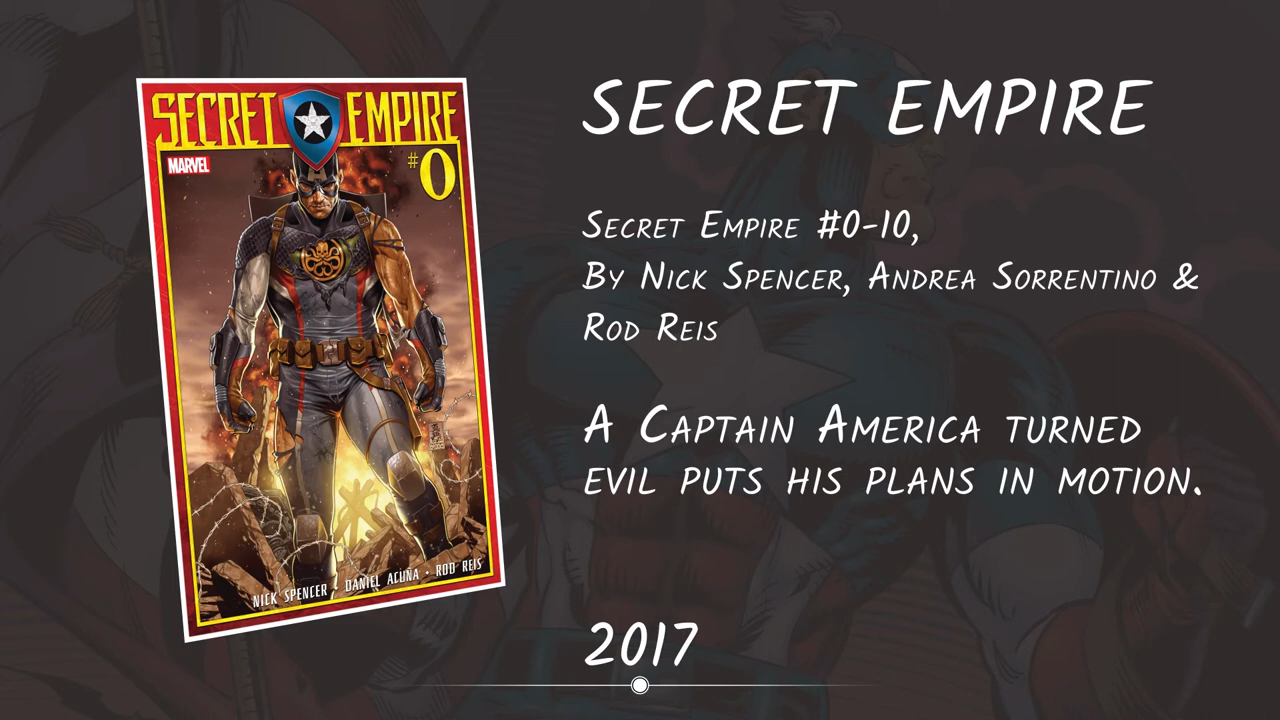 SECRET EMPIRE
MARVEL
#0
NICK SPENCER • DANIEL ACUÑA • ROD REIS
SECRET EMPIRE
SECRET EMPIRE #0-10,
BY NICK SPENCER, ANDREA SORRENTINO &
ROD REIS
A CAPTAIN AMERICA TURNED
EVIL PUTS HIS PLANS IN MOTION.
2017